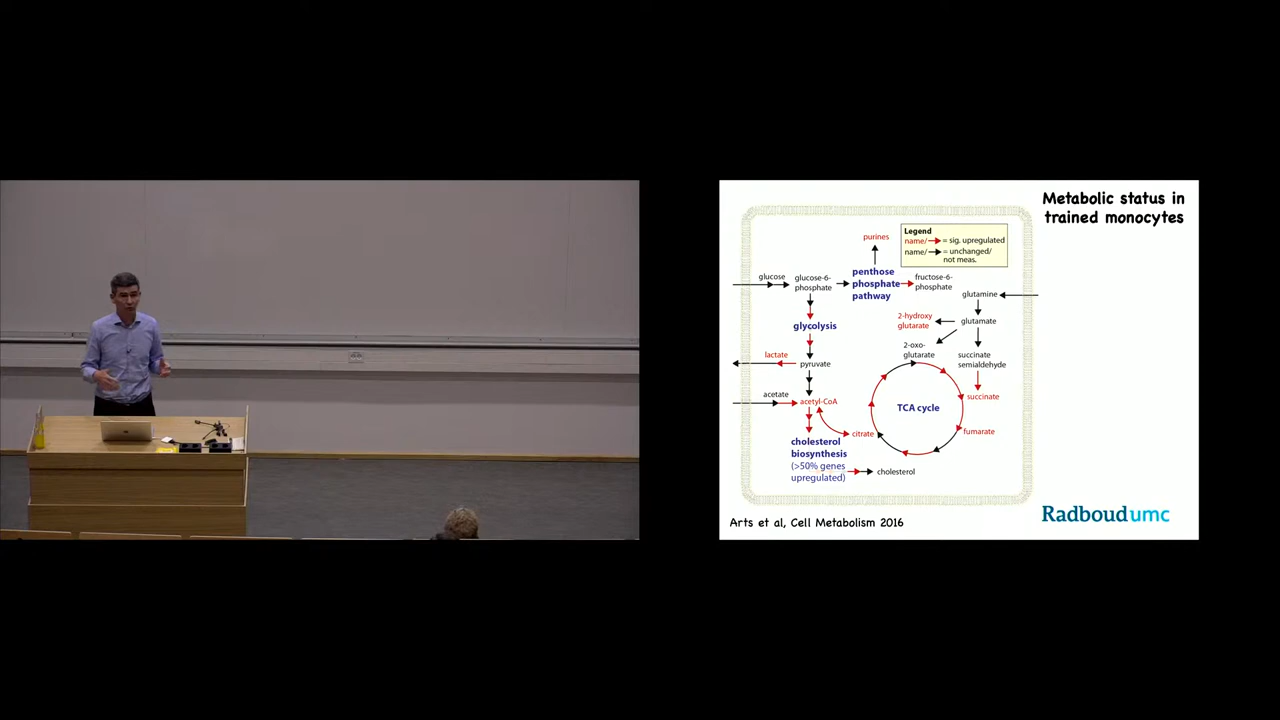 Metabolic status in
trained monocytes
Legend
name/ = sig. upregulated
name/ = unchanged/
not meas.
purines
glucose
glucose-6-
phosphate
penthose
phosphate
pathway
fructose-6-
phosphate
glutamine
2-hydroxy
glutarate
glutamate
glycolysis
2-oxo-
glutarate
succinate
semialdehyde
lactate
pyruvate
acetate
acetyl-CoA
succinate
TCA cycle
citrate
fumarate
cholesterol
biosynthesis
(>50% genes
upregulated)
cholesterol
Arts et al, Cell Metabolism 2016
Radboudumc